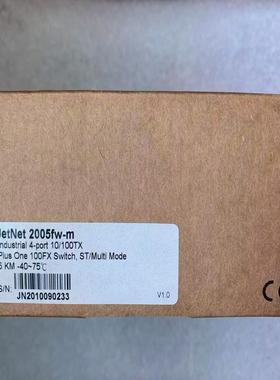 JetNet 2005fw-m
Industrial 4-port 10/100TX
Plus One 100FX Switch, ST/Multi Mode
KM -40~75℃
S/N:
JN2010090233
V1.0